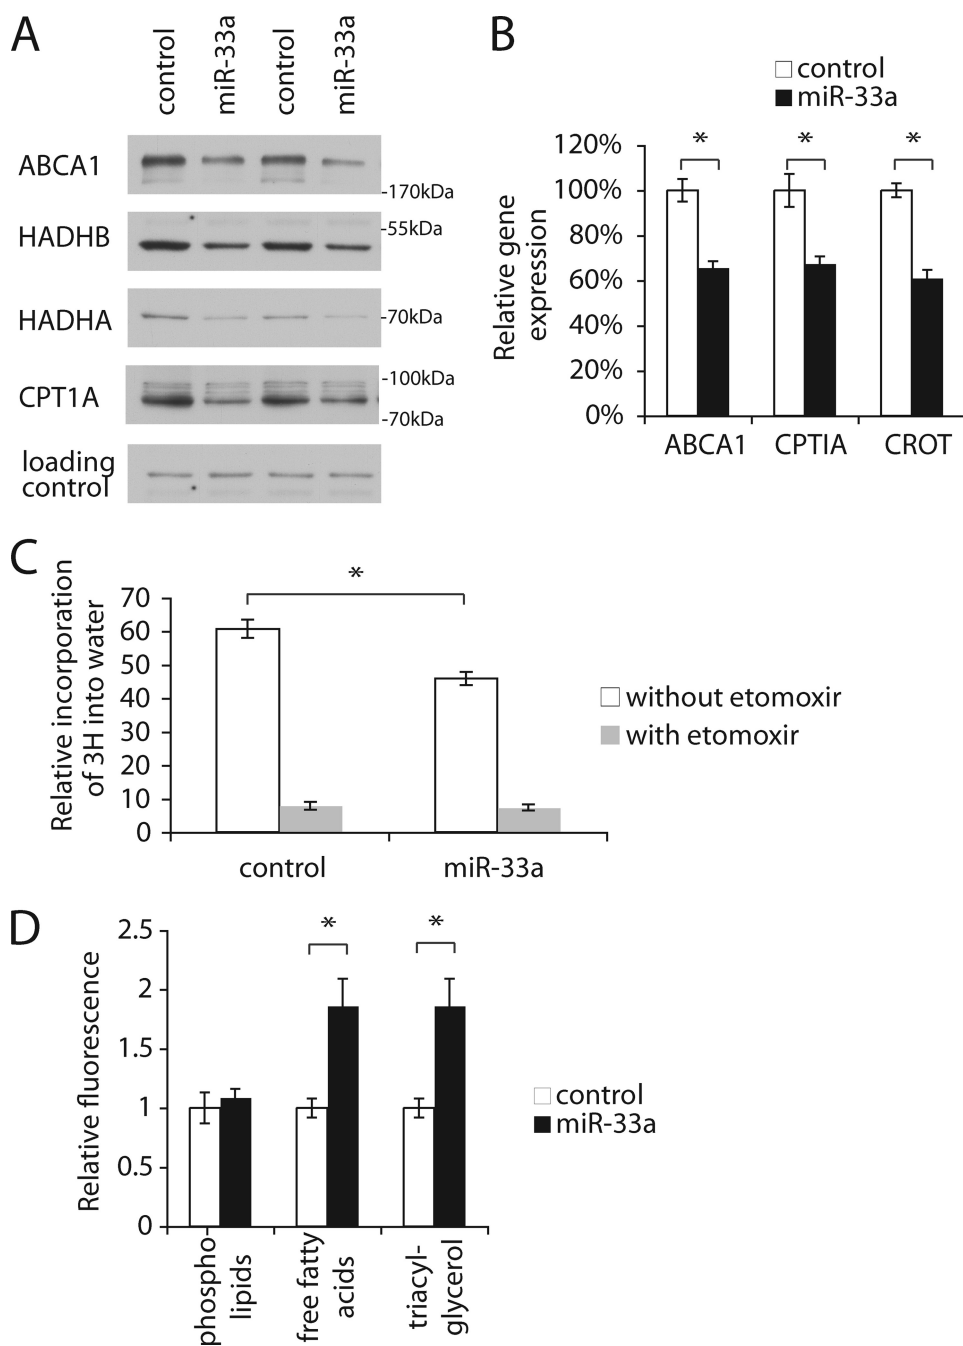 A
control
miR-33a
control
miR-33a
ABCA1
-170kDa
HADHB
-55kDa
HADHA
-70kDa
CPT1A
-100kDa
-70kDa
loading
control
B
control
miR-33a
Relative gene
expression
120%
100%
80%
60%
40%
20%
0%
* * *
ABCA1 CPTIA CROT
C
Relative incorporation
of 3H into water
70
60
50
40
30
20
10
0
*
control miR-33a
without etomoxir
with etomoxir
D
Relative fluorescence
2.5
2
1.5
1
0.5
0
* *
phospho
lipids
free fatty
acids
triacyl-
glycerol
control
miR-33a